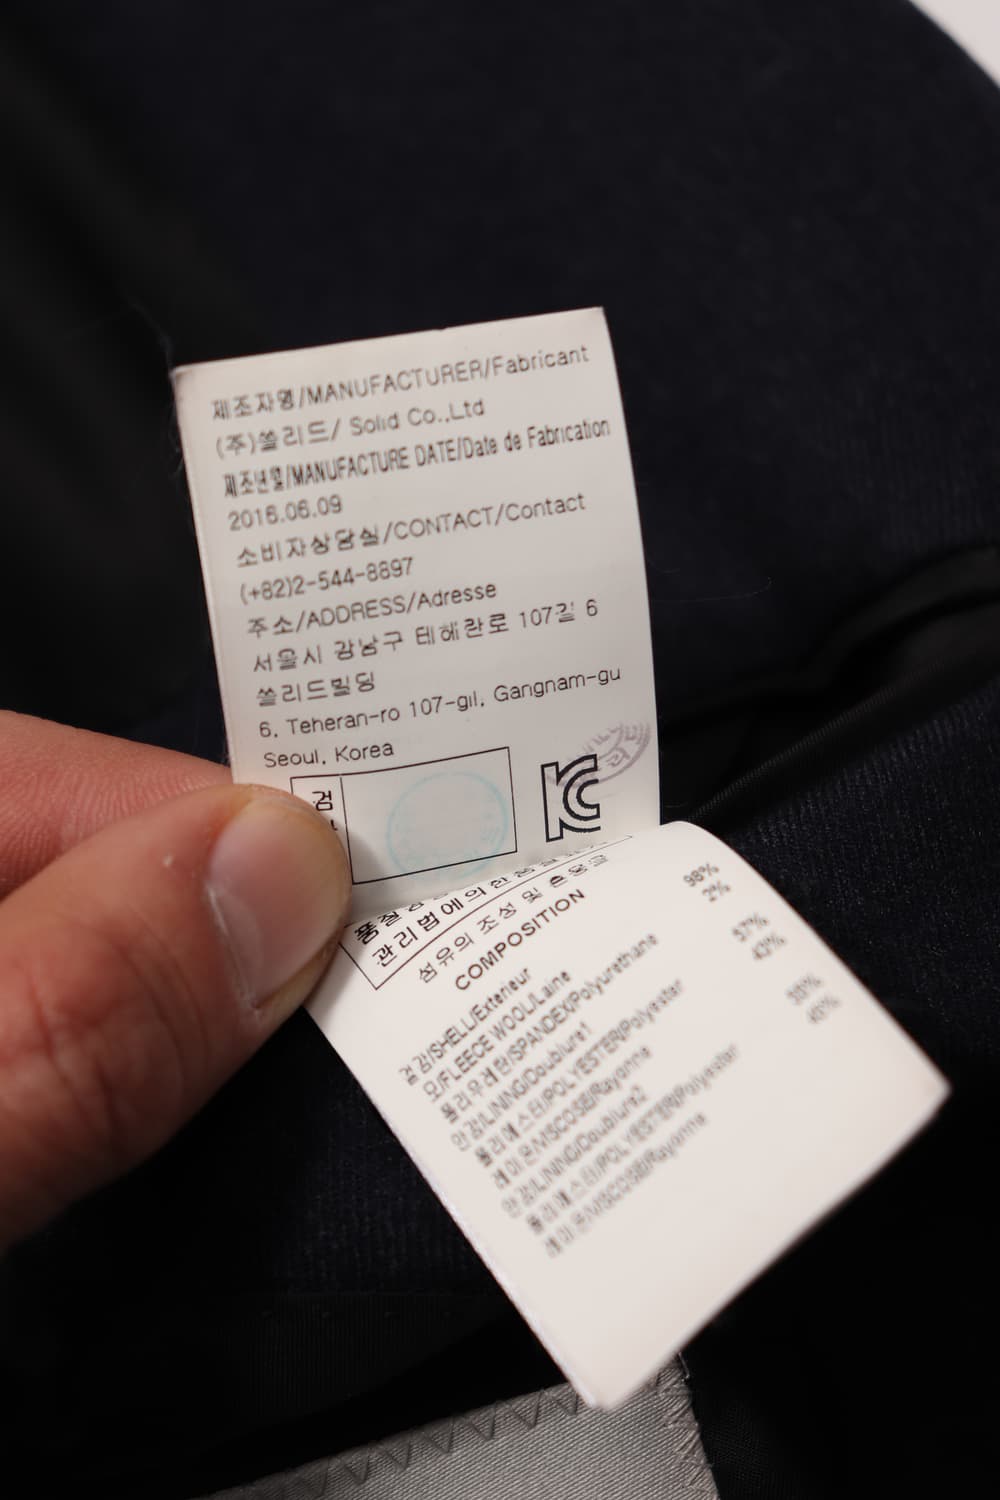 제조자명/MANUFACTURER/Fabricant
(주)쏠리드/ Solid Co.,Ltd
제조년월/MANUFACTURE DATE/Date de Fabrication
2016.06.09
소비자상담실/CONTACT/Contact
(+82)2-544-8897
주소/ADDRESS/Adresse
서울시 강남구 테헤란로 107길 6
쏠리드빌딩
6, Teheran-ro 107-gil, Gangnam-gu
Seoul, Korea
검
관리법에의한품질표시
섬유의 조성 및 혼용율
COMPOSITION
겉감/SHELL/Exterieur
모/FLEECE WOOL/Laine 98%
폴리우레탄/SPANDEX/Polyurethane 2%
안감/LINING/Doublure1
폴리에스터/POLYESTER/Polyester 57%
레이온/VISCOSE/Rayonne 43%
안감/LINING/Doublure2
폴리에스터/POLYESTER/Polyester
레이온/VISCOSE/Rayonne